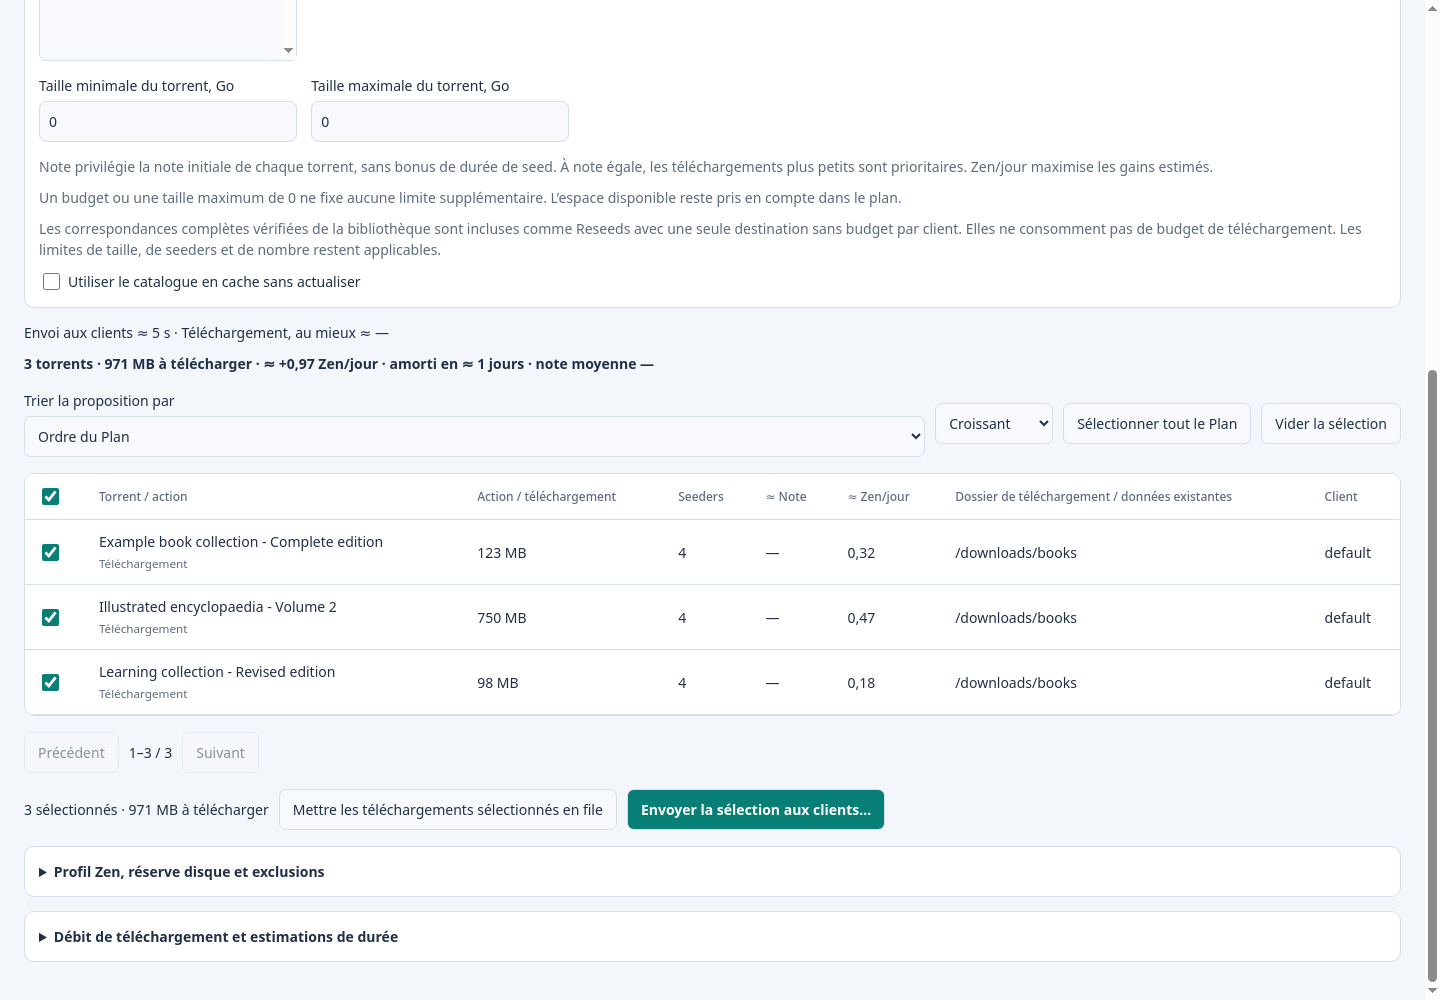 Taille minimale du torrent, Go
Taille maximale du torrent, Go
0
0
Note privilégie la note initiale de chaque torrent, sans bonus de durée de seed. À note égale, les téléchargements plus petits sont prioritaires. Zen/jour maximise les gains estimés.
Un budget ou une taille maximum de 0 ne fixe aucune limite supplémentaire. L’espace disponible reste pris en compte dans le plan.
Les correspondances complètes vérifiées de la bibliothèque sont incluses comme Reseeds avec une seule destination sans budget par client. Elles ne consomment pas de budget de téléchargement. Les
limites de taille, de seeders et de nombre restent applicables.
Utiliser le catalogue en cache sans actualiser
Envoi aux clients ≈ 5 s · Téléchargement, au mieux ≈ —
3 torrents · 971 MB à télécharger · ≈ +0,97 Zen/jour · amorti en ≈ 1 jours · note moyenne —
Trier la proposition par
Ordre du Plan
Croissant
Sélectionner tout le Plan
Vider la sélection
Torrent / action
Action / téléchargement
Seeders
≈ Note
≈ Zen/jour
Dossier de téléchargement / données existantes
Client
Example book collection - Complete edition
Téléchargement
123 MB
4
—
0,32
/downloads/books
default
Illustrated encyclopaedia - Volume 2
Téléchargement
750 MB
4
—
0,47
/downloads/books
default
Learning collection - Revised edition
Téléchargement
98 MB
4
—
0,18
/downloads/books
default
Précédent
1–3 / 3
Suivant
3 sélectionnés · 971 MB à télécharger
Mettre les téléchargements sélectionnés en file
Envoyer la sélection aux clients…
Profil Zen, réserve disque et exclusions
Débit de téléchargement et estimations de durée